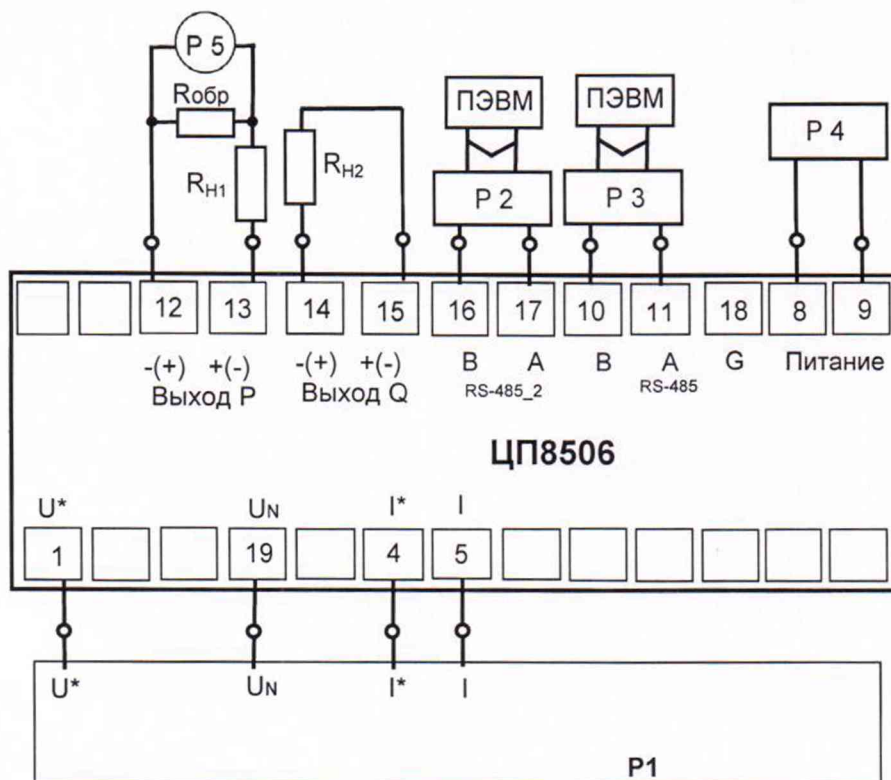 P 5
Rобр
RН1
RН2
ПЭВМ ПЭВМ
P 2 P 3 P 4
12 13 14 15 16 17 10 11 18 8 9
-(+) +(-) -(+) +(-) B A B A G Питание
Выход P Выход Q RS-485_2 RS-485
ЦП8506
U* UN I* I
1 19 4 5
U* UN I* I
P1